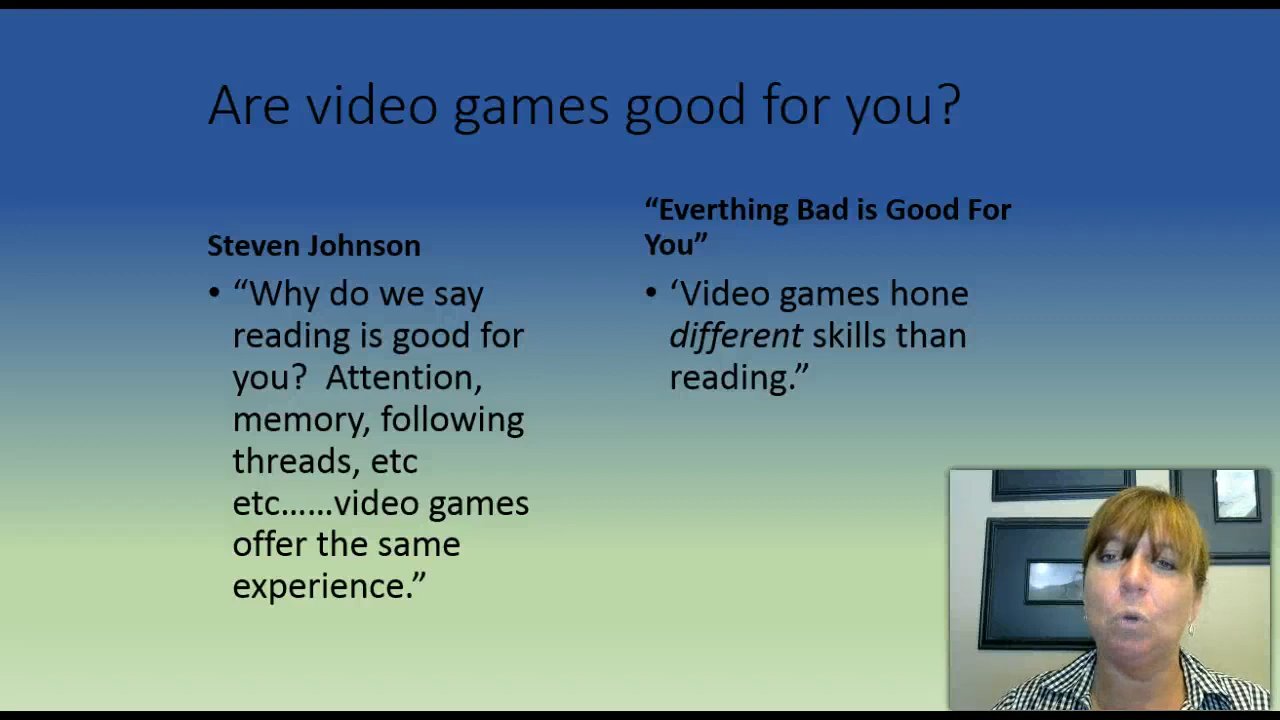 Are video games good for you?
Steven Johnson
• “Why do we say
reading is good for
you?  Attention,
memory, following
threads, etc
etc……video games
offer the same
experience.”
“Everthing Bad is Good For
You”
• ‘Video games hone
different skills than
reading.”